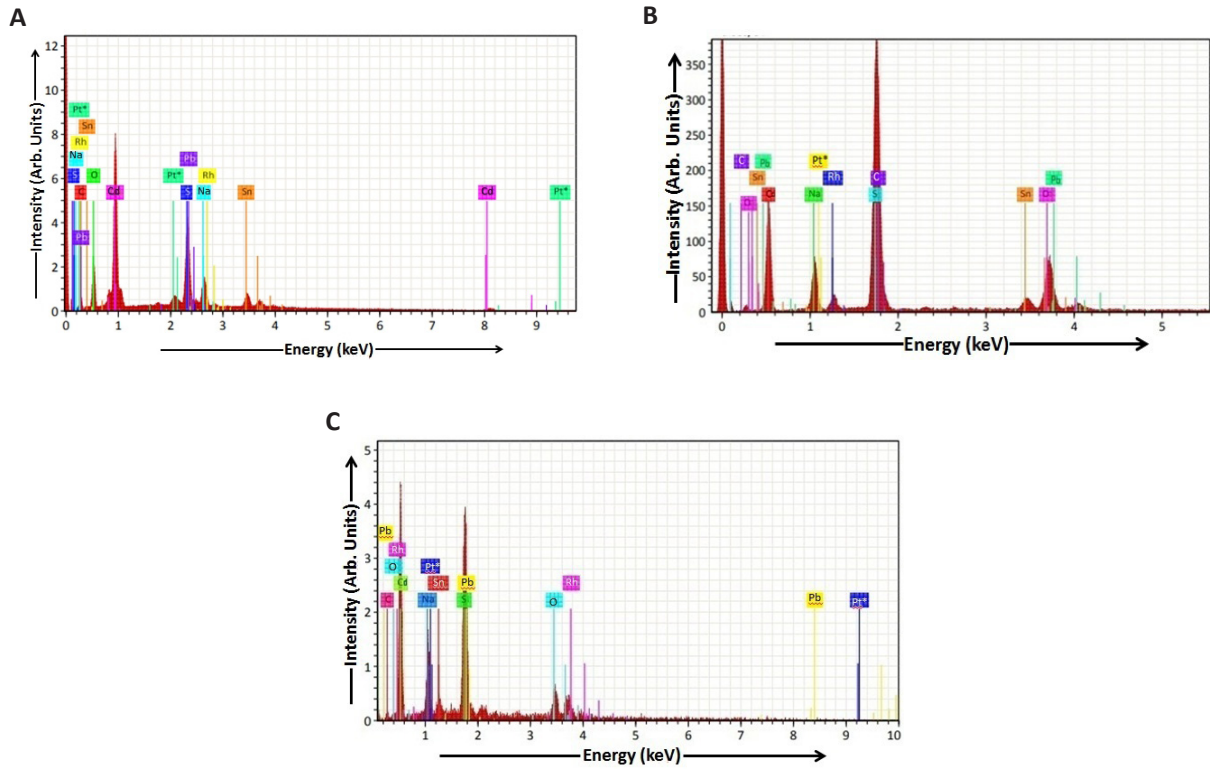 A
Intensity (Arb. Units)
12
10
8
6
4
2
0
Pt*
Sn
Rh
Na
S
C
O
Cd
Pb
Pt*
Pb
S
Rh
Na
Sn
Cd
Pt*
0 1 2 3 4 5 6 7 8 9
Energy (keV)
B
Intensity (Arb. Units)
350
300
250
200
150
100
50
0
C
Pb
Sn
O
Pt*
Rh
Na
C
S
Pb
Sn
0 1 2 3 4 5
Energy (keV)
C
Intensity (Arb. Units)
5
4
3
2
1
0
Pb
Rh
O
Cd
C
Pt*
Sn
Na
Pb
S
Rh
O
Pb
Pt*
1 2 3 4 5 6 7 8 9 10
Energy (keV)